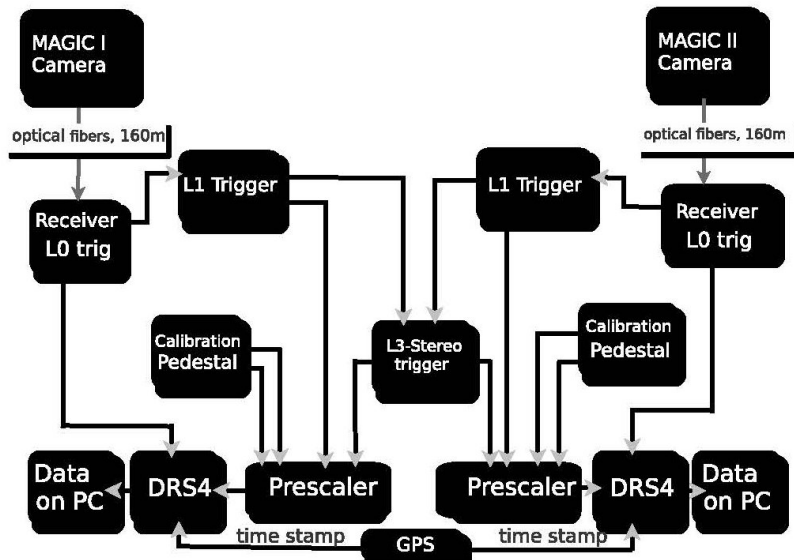 MAGIC I
Camera
MAGIC II
Camera
optical fibers, 160m
optical fibers, 160m
L1 Trigger
L1 Trigger
Receiver
L0 trig
Receiver
L0 trig
Calibration
Pedestal
L3-Stereo
trigger
Calibration
Pedestal
Data
on PC
DRS4
Prescaler
Prescaler
DRS4
Data
on PC
time stamp
GPS
time stamp